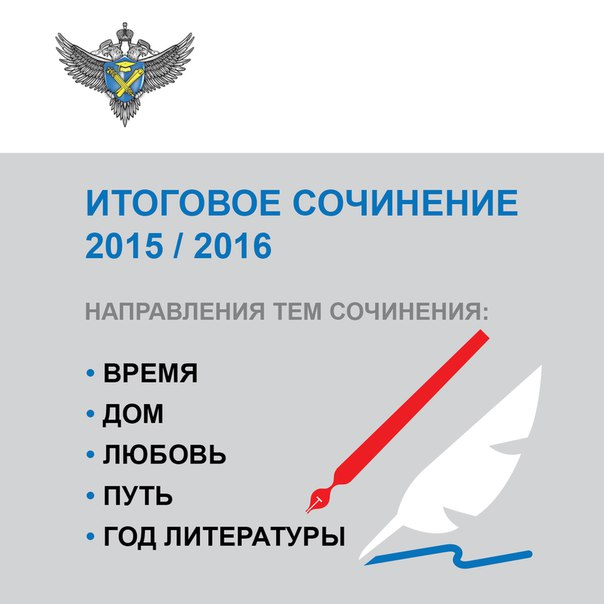 ИТОГОВОЕ СОЧИНЕНИЕ
2015 / 2016
НАПРАВЛЕНИЯ ТЕМ СОЧИНЕНИЯ:
• ВРЕМЯ
• ДОМ
• ЛЮБОВЬ
• ПУТЬ
• ГОД ЛИТЕРАТУРЫ